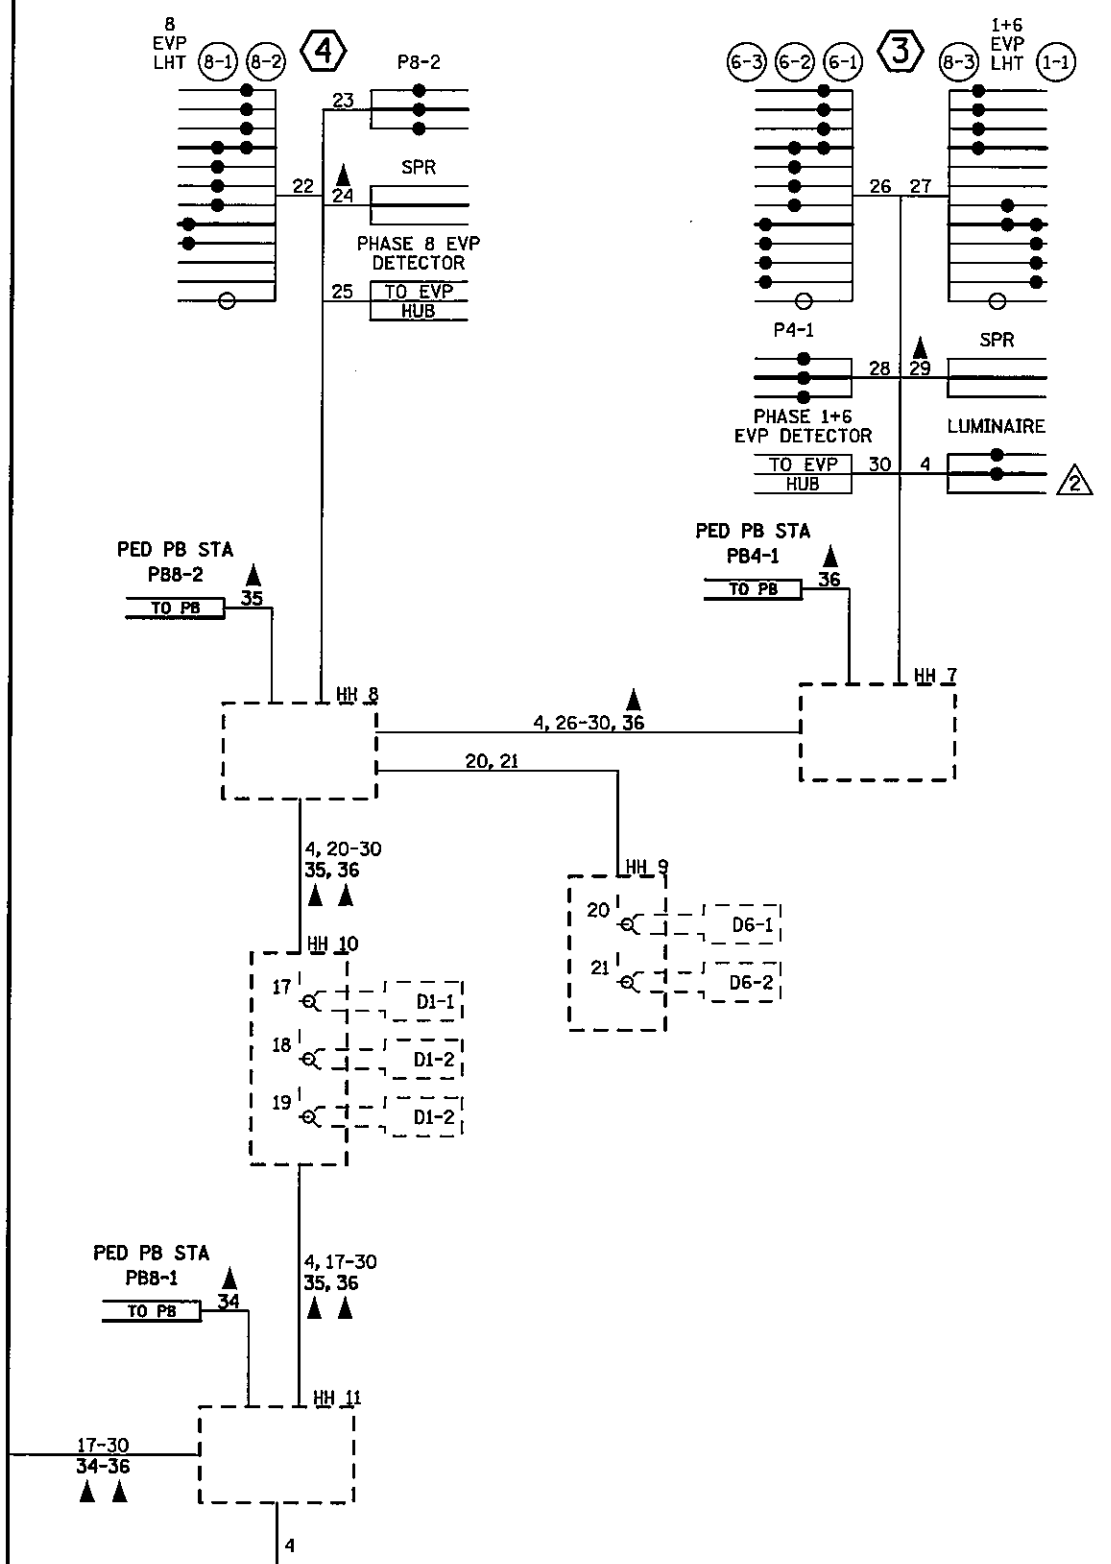 8
EVP
LHT
8-1
8-2
4
P8-2
23
22
24
SPR
PHASE 8 EVP
DETECTOR
25
TO EVP
HUB
6-3
6-2
6-1
3
8-3
1+6
EVP
LHT
1-1
26
27
P4-1
28
29
SPR
PHASE 1+6
EVP DETECTOR
TO EVP
HUB
30
4
LUMINAIRE
2
PED PB STA
PB8-2
TO PB
35
PED PB STA
PB4-1
TO PB
36
HH 8
HH 7
4, 26-30, 36
20, 21
4, 20-30
35, 36
HH 9
20
D6-1
21
D6-2
HH 10
17
D1-1
18
D1-2
19
D1-2
4, 17-30
35, 36
PED PB STA
PB8-1
TO PB
34
HH 11
17-30
34-36
4